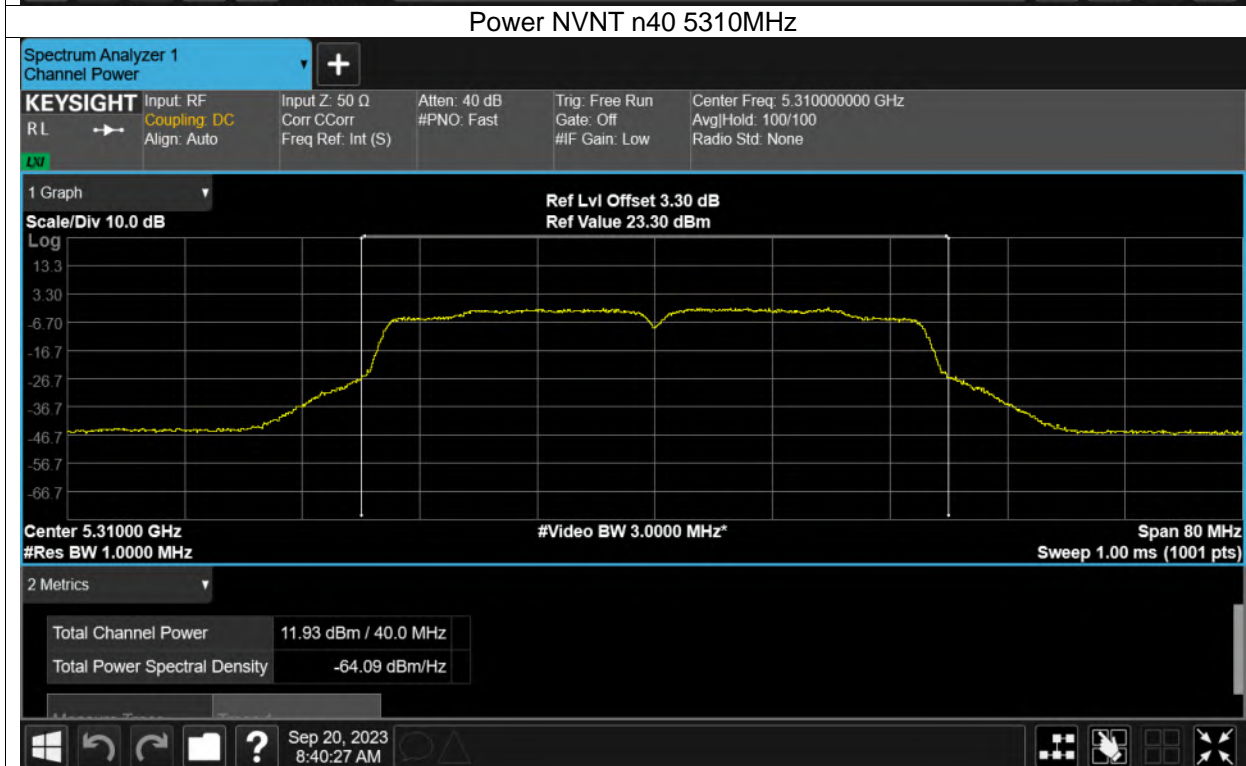 Power NVNT n40 5310MHz
Spectrum Analyzer 1
Channel Power
KEYSIGHT
RL
LXI
Input: RF
Coupling: DC
Align: Auto
Input Z: 50 Ω
Corr CCorr
Freq Ref: Int (S)
Atten: 40 dB
#PNO: Fast
Trig: Free Run
Gate: Off
#IF Gain: Low
Center Freq: 5.310000000 GHz
Avg|Hold: 100/100
Radio Std: None
1 Graph
Scale/Div 10.0 dB
Ref Lvl Offset 3.30 dB
Ref Value 23.30 dBm
Log
13.3
3.30
-6.70
-16.7
-26.7
-36.7
-46.7
-56.7
-66.7
Center 5.31000 GHz
#Res BW 1.0000 MHz
#Video BW 3.0000 MHz*
Span 80 MHz
Sweep 1.00 ms (1001 pts)
2 Metrics
Total Channel Power 11.93 dBm / 40.0 MHz
Total Power Spectral Density -64.09 dBm/Hz
?
Sep 20, 2023
8:40:27 AM